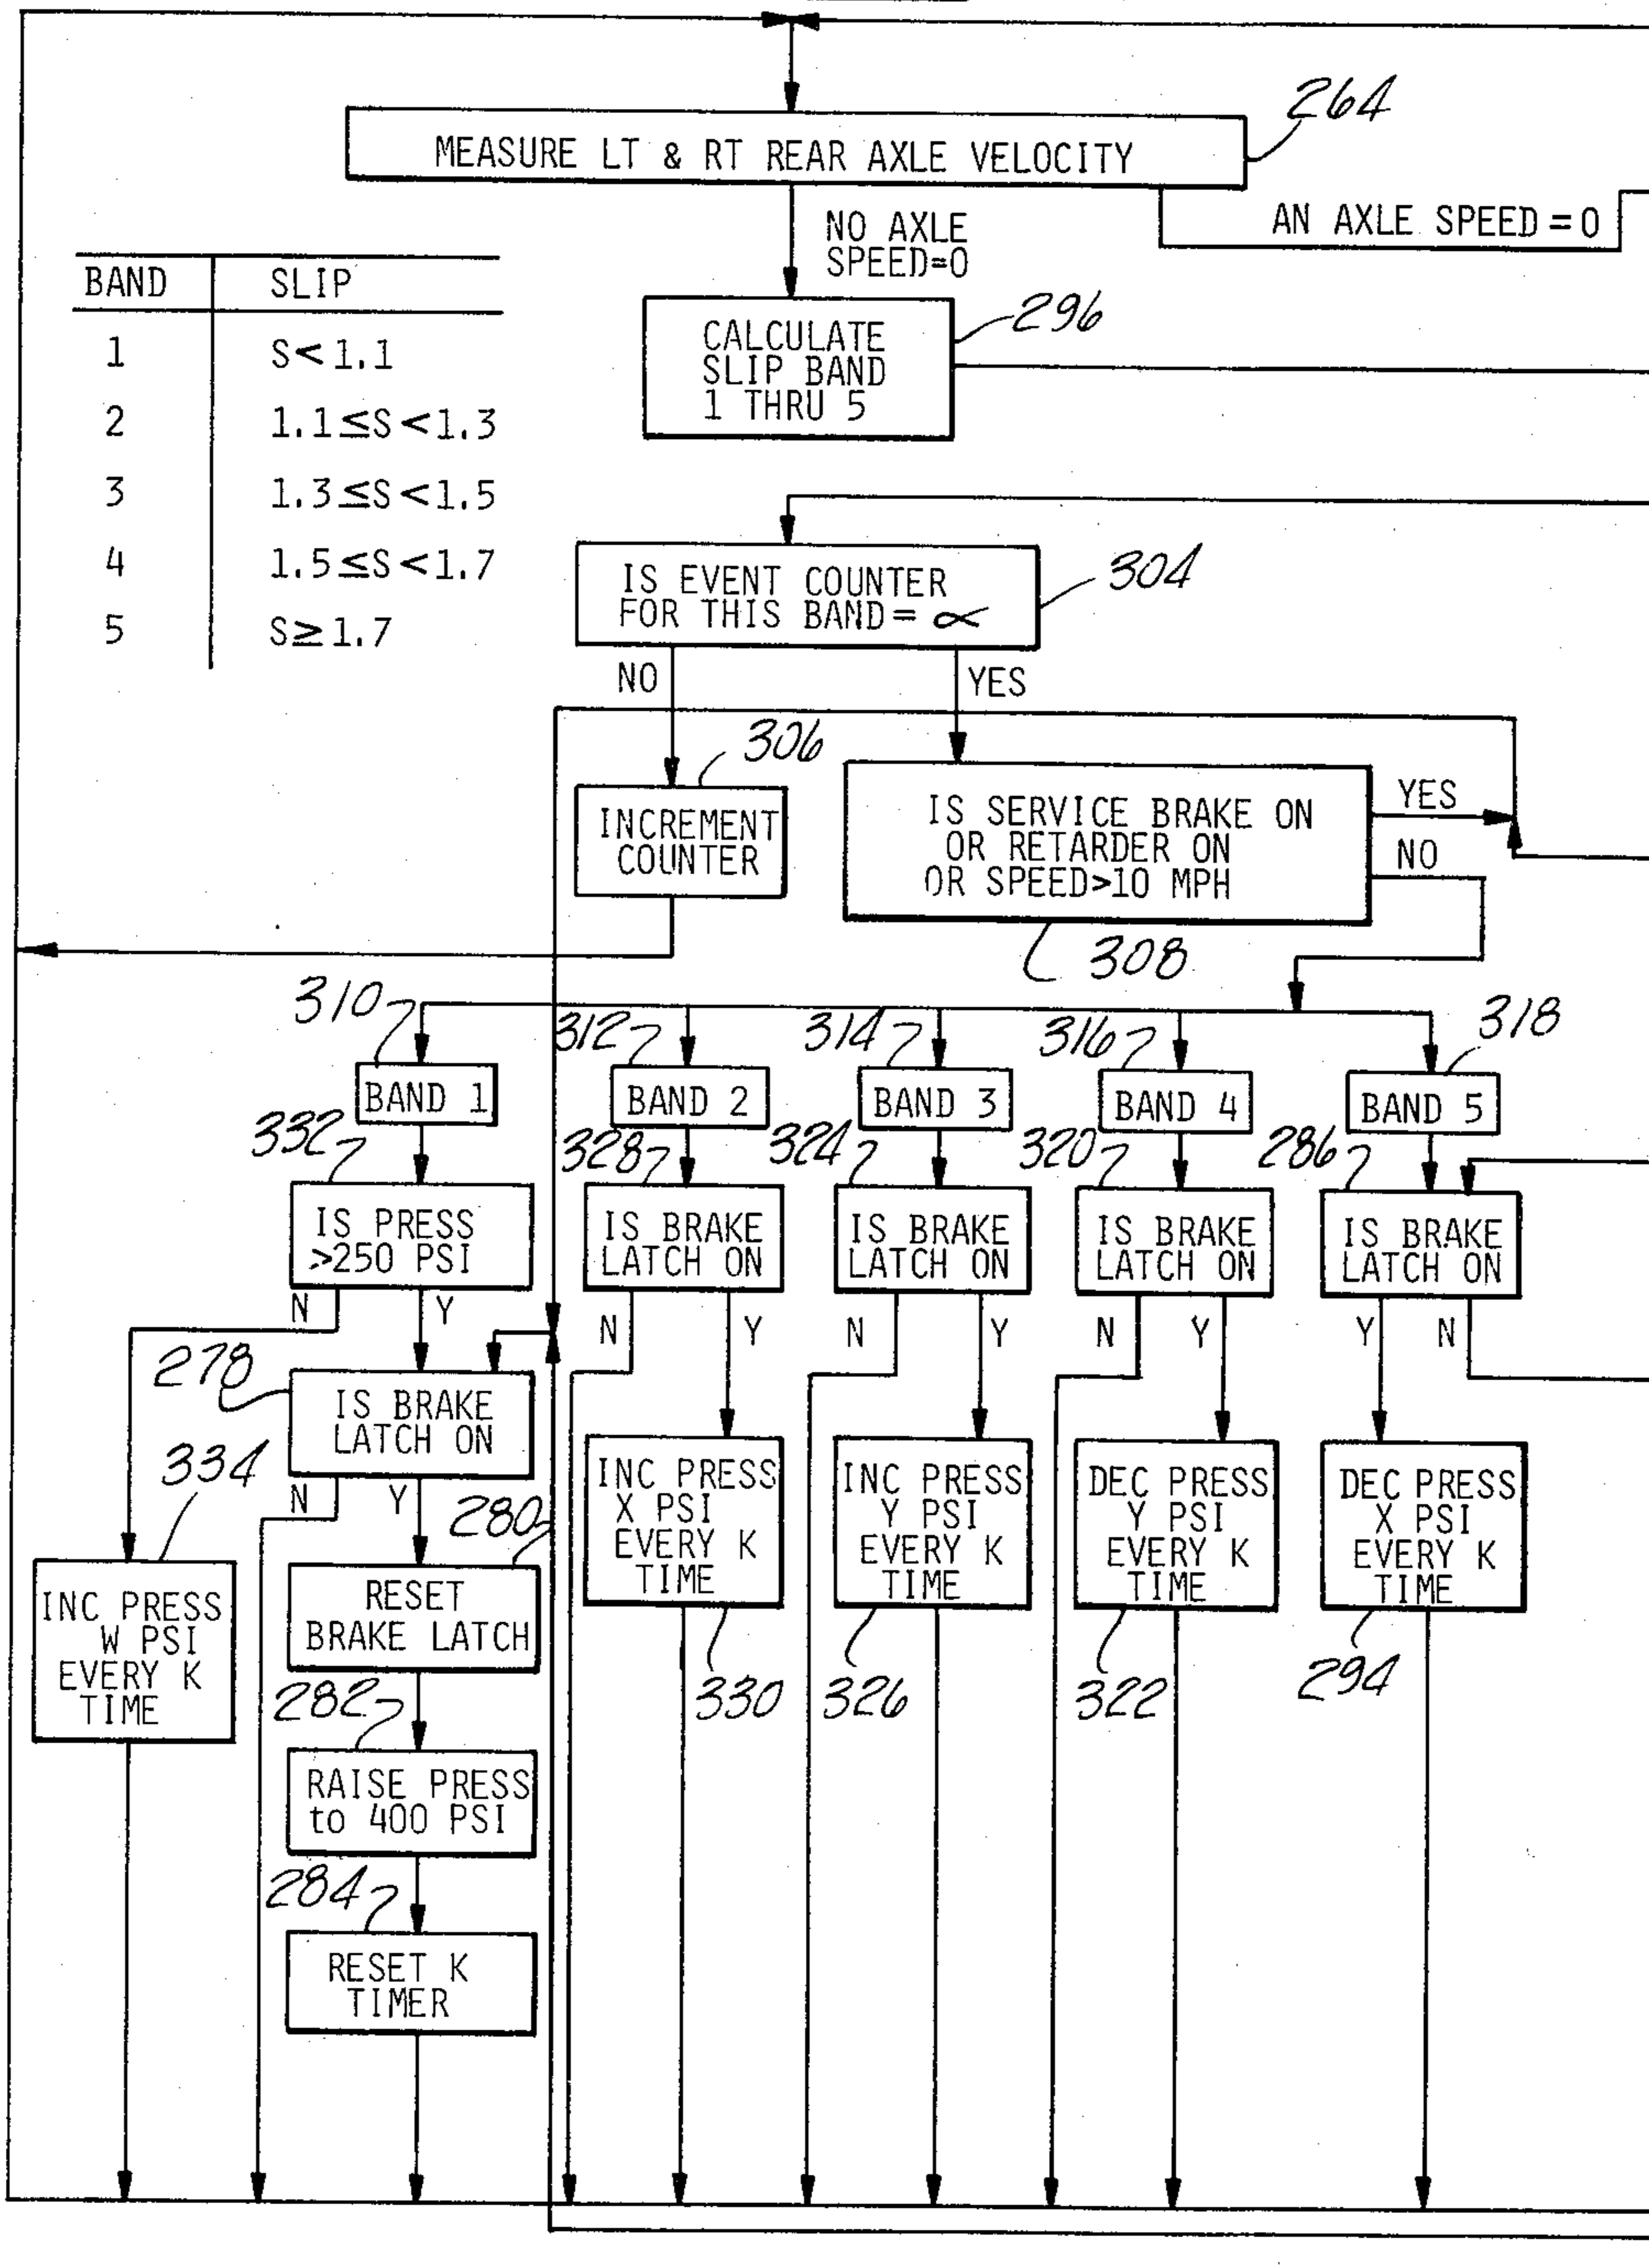 264
MEASURE LT & RT REAR AXLE VELOCITY
NO AXLE
SPEED=0
AN AXLE SPEED=0
BAND SLIP
1 S<1.1
2 1.1≤S<1.3
3 1.3≤S<1.5
4 1.5≤S<1.7
5 S≥1.7
296
CALCULATE
SLIP BAND
1 THRU 5
304
IS EVENT COUNTER
FOR THIS BAND= ∝
NO
YES
306
INCREMENT
COUNTER
IS SERVICE BRAKE ON
OR RETARDER ON
OR SPEED>10 MPH
YES
NO
308
310
312
314
316
318
BAND 1
BAND 2
BAND 3
BAND 4
BAND 5
332
328
324
320
286
IS PRESS
>250 PSI
IS BRAKE
LATCH ON
IS BRAKE
LATCH ON
IS BRAKE
LATCH ON
IS BRAKE
LATCH ON
N
Y
N
Y
N
Y
N
Y
Y
N
278
IS BRAKE
LATCH ON
N
Y
334
INC PRESS
W PSI
EVERY K
TIME
280
RESET
BRAKE LATCH
INC PRESS
X PSI
EVERY K
TIME
INC PRESS
Y PSI
EVERY K
TIME
DEC PRESS
Y PSI
EVERY K
TIME
DEC PRESS
X PSI
EVERY K
TIME
330
326
322
294
282
RAISE PRESS
to 400 PSI
284
RESET K
TIMER